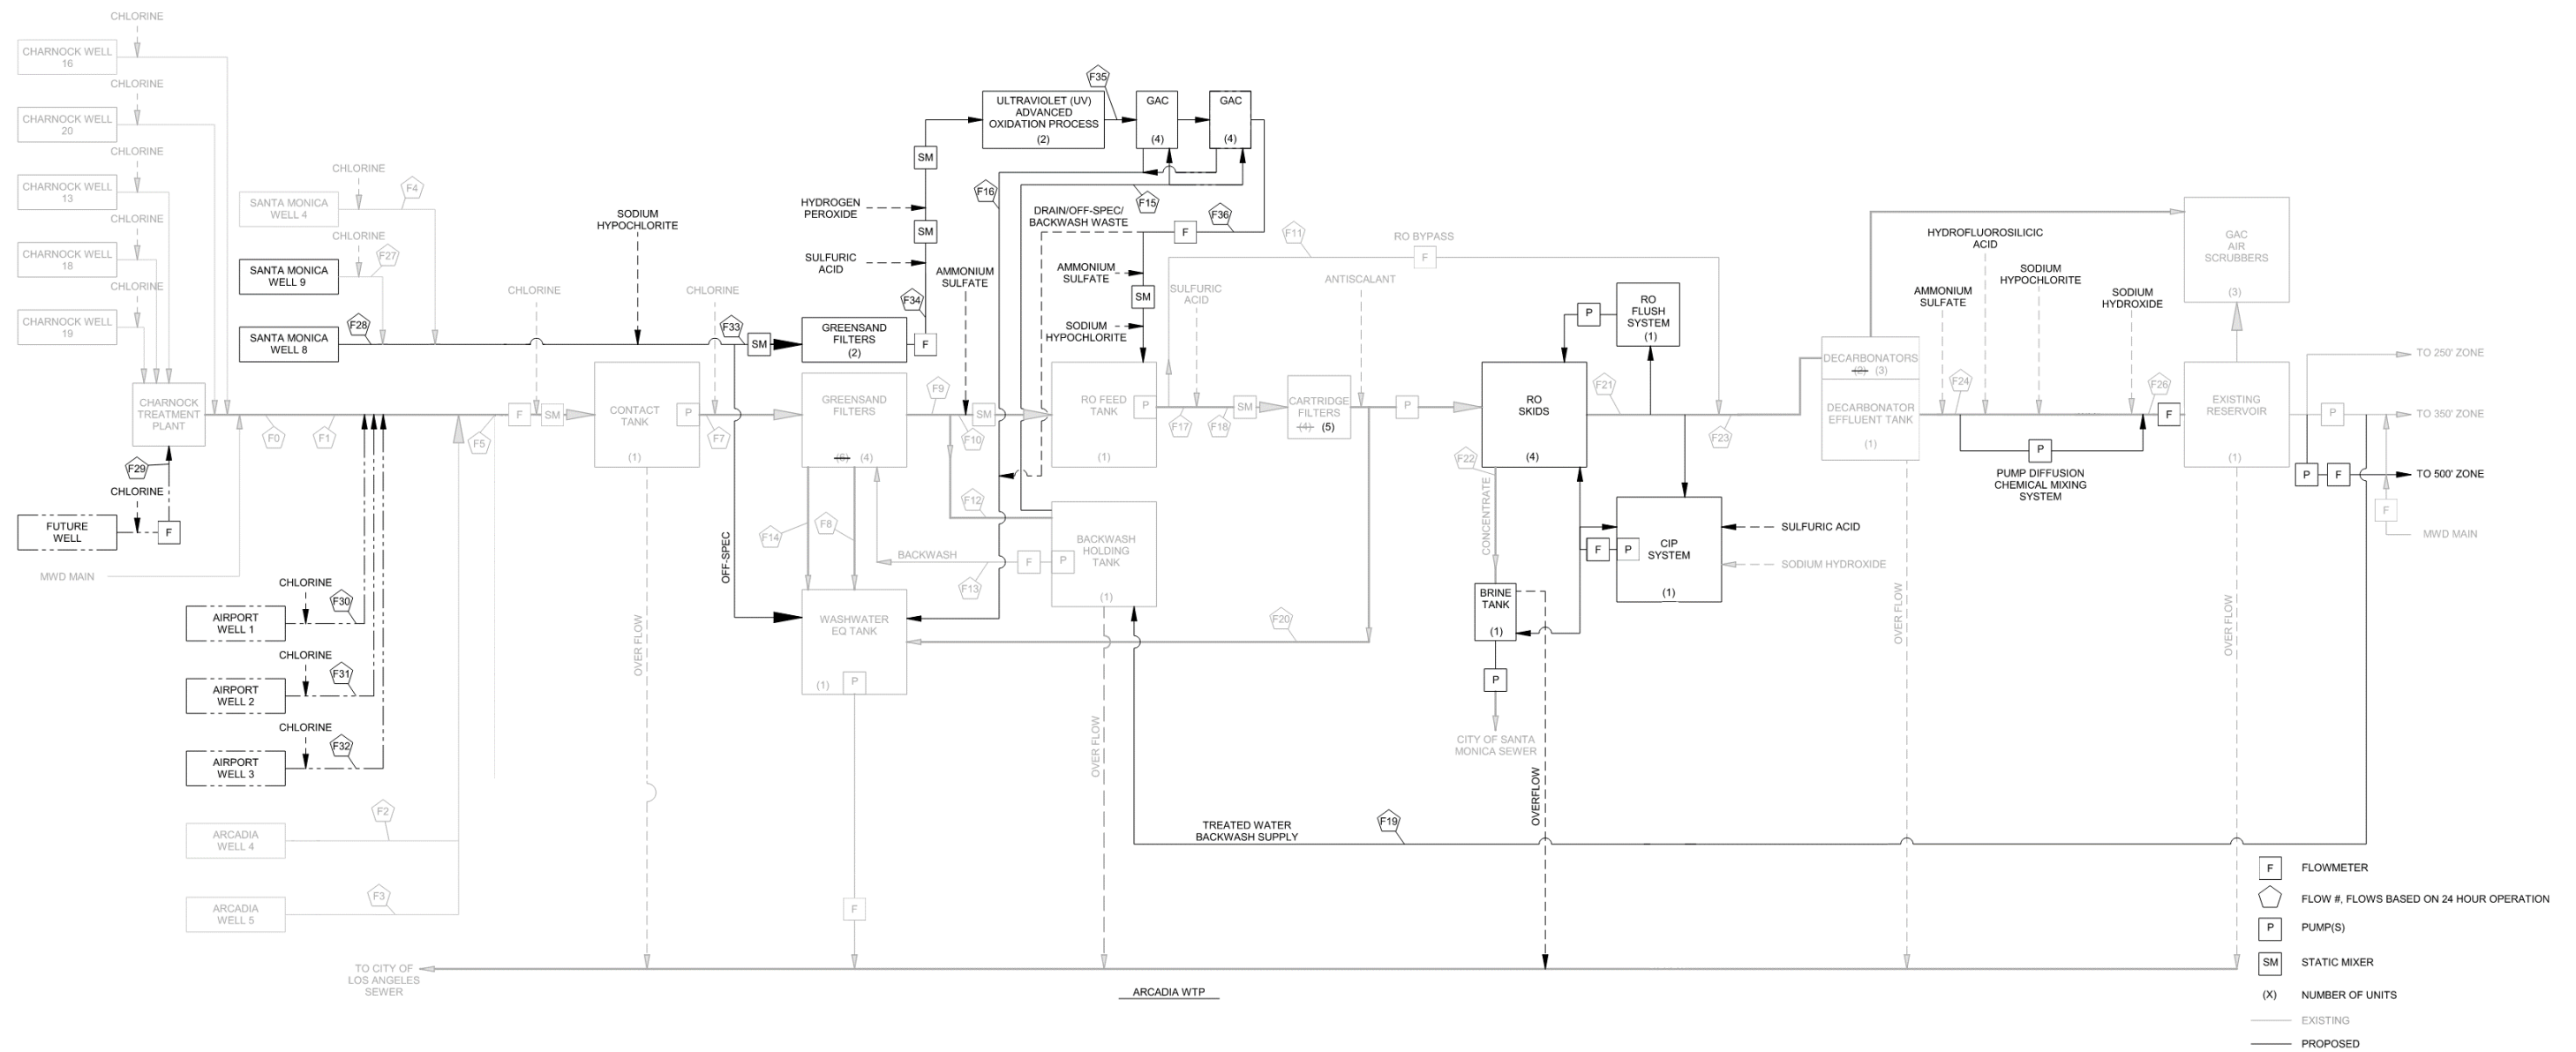 CHLORINE
CHARNOCK WELL
16
CHLORINE
CHARNOCK WELL
20
CHLORINE
CHARNOCK WELL
13
CHLORINE
CHARNOCK WELL
18
CHLORINE
CHARNOCK WELL
19
CHARNOCK
TREATMENT
PLANT
F29
CHLORINE
FUTURE
WELL
F
MWD MAIN
CHLORINE
F4
SANTA MONICA
WELL 4
CHLORINE
F27
SANTA MONICA
WELL 9
SANTA MONICA
WELL 8
F28
F0
F1
F5
CHLORINE
F30
AIRPORT
WELL 1
CHLORINE
F31
AIRPORT
WELL 2
CHLORINE
F32
AIRPORT
WELL 3
F2
ARCADIA
WELL 4
F3
ARCADIA
WELL 5
TO CITY OF
LOS ANGELES
SEWER
CHLORINE
F
SM
SODIUM
HYPOCHLORITE
CONTACT
TANK
(1)
P
OVER FLOW
CHLORINE
F7
F33
SM
OFF-SPEC
GREENSAND
FILTERS
(2)
F
F34
SULFURIC
ACID
SM
HYDROGEN
PEROXIDE
SM
ULTRAVIOLET (UV)
ADVANCED
OXIDATION PROCESS
(2)
F35
GAC
(4)
GAC
(4)
F16
F15
F36
F
DRAIN/OFF-SPEC/
BACKWASH WASTE
AMMONIUM
SULFATE
GREENSAND
FILTERS
(6) (4)
F9
F10
SM
F12
F14
F8
BACKWASH
F13
F
P
WASHWATER
EQ TANK
(1)
P
F
AMMONIUM
SULFATE
SM
SODIUM
HYPOCHLORITE
RO FEED
TANK
(1)
P
BACKWASH
HOLDING
TANK
(1)
OVER FLOW
SULFURIC
ACID
F17
F18
SM
F11
RO BYPASS
F
ANTISCALANT
CARTRIDGE
FILTERS
(4) (5)
P
F20
RO
SKIDS
(4)
P
RO
FLUSH
SYSTEM
(1)
F21
F22
CONCENTRATE
F23
BRINE
TANK
(1)
P
CITY OF SANTA
MONICA SEWER
OVERFLOW
F
P
CIP
SYSTEM
(1)
SULFURIC ACID
SODIUM HYDROXIDE
TREATED WATER
BACKWASH SUPPLY
F19
DECARBONATORS
(2) (3)
DECARBONATOR
EFFLUENT TANK
(1)
OVER FLOW
AMMONIUM
SULFATE
F24
HYDROFLUOROSILICIC
ACID
SODIUM
HYPOCHLORITE
SODIUM
HYDROXIDE
F26
F
P
PUMP DIFFUSION
CHEMICAL MIXING
SYSTEM
GAC
AIR
SCRUBBERS
(3)
EXISTING
RESERVOIR
(1)
OVER FLOW
TO 250' ZONE
P
TO 350' ZONE
P
F
TO 500' ZONE
F
MWD MAIN
F
FLOWMETER
FLOW #, FLOWS BASED ON 24 HOUR OPERATION
P
PUMP(S)
SM
STATIC MIXER
(X)
NUMBER OF UNITS
EXISTING
PROPOSED
ARCADIA WTP